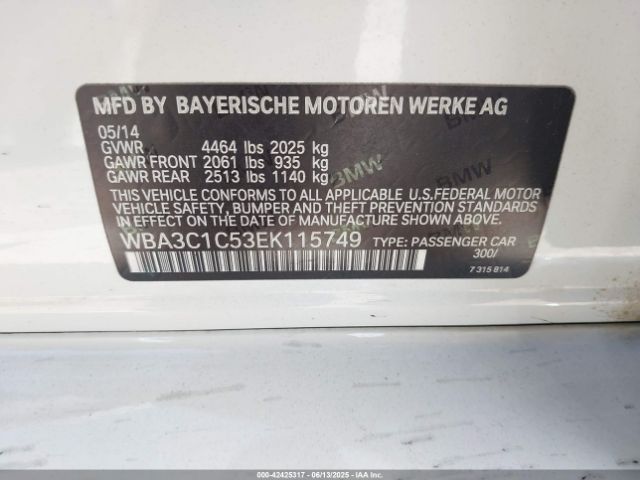 MFD BY BAYERISCHE MOTOREN WERKE AG
05/14
GVWR 4464 lbs 2025 kg
GAWR FRONT 2061 lbs 935 kg
GAWR REAR 2513 lbs 1140 kg
THIS VEHICLE CONFORMS TO ALL APPLICABLE U.S.FEDERAL MOTOR
VEHICLE SAFETY, BUMPER AND THEFT PREVENTION STANDARDS
IN EFFECT ON THE DATE OF MANUFACTURE SHOWN ABOVE.
WBA3C1C53EK115749 TYPE: PASSENGER CAR
300/
7 315 814
BMW
BMW
000-42425317 - 06/13/2025 - IAA Inc.